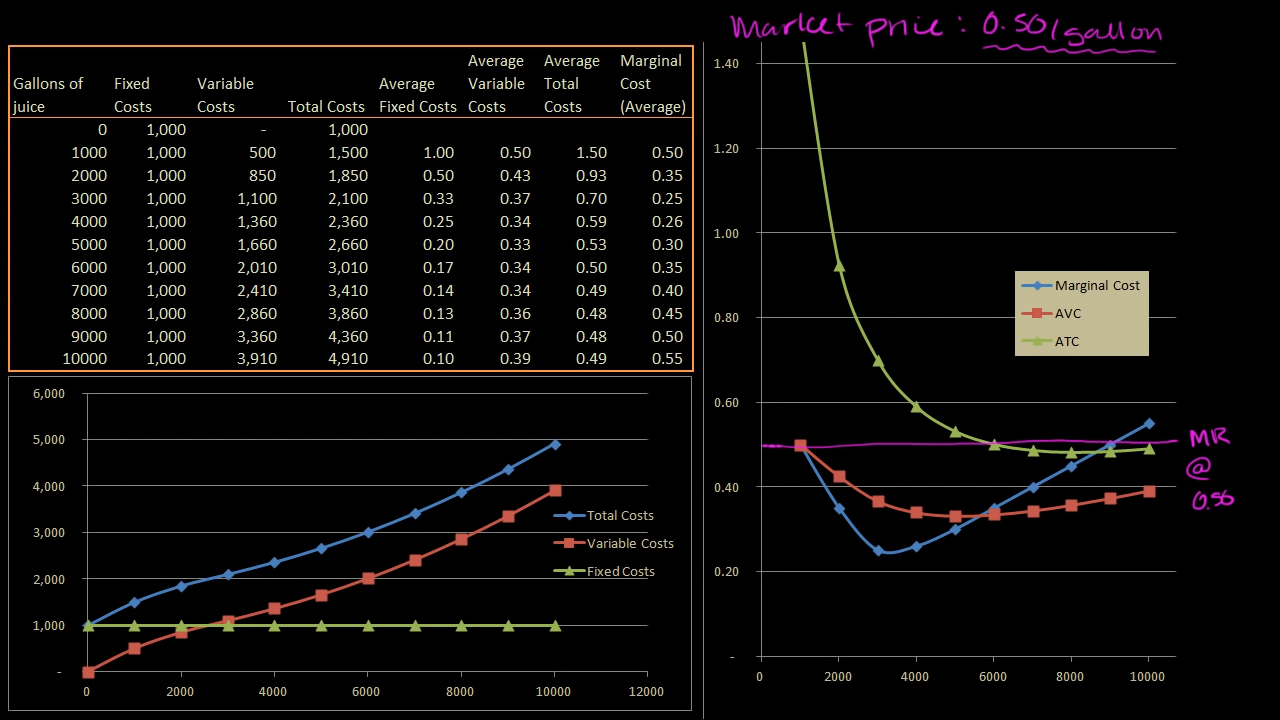 Market Price: 0.50/gallon
Gallons of juice Fixed Costs Variable Costs Total Costs Average Fixed Costs Average Variable Costs Average Total Costs Marginal Cost (Average)
0 1,000 - 1,000
1000 1,000 500 1,500 1.00 0.50 1.50 0.50
2000 1,000 850 1,850 0.50 0.43 0.93 0.35
3000 1,000 1,100 2,100 0.33 0.37 0.70 0.25
4000 1,000 1,360 2,360 0.25 0.34 0.59 0.26
5000 1,000 1,660 2,660 0.20 0.33 0.53 0.30
6000 1,000 2,010 3,010 0.17 0.34 0.50 0.35
7000 1,000 2,410 3,410 0.14 0.34 0.49 0.40
8000 1,000 2,860 3,860 0.13 0.36 0.48 0.45
9000 1,000 3,360 4,360 0.11 0.37 0.48 0.50
10000 1,000 3,910 4,910 0.10 0.39 0.49 0.55
6,000
5,000
4,000
3,000
2,000
1,000
-
0 2000 4000 6000 8000 10000 12000
Total Costs
Variable Costs
Fixed Costs
1.40
1.20
1.00
0.80
0.60
0.40
0.20
-
0 2000 4000 6000 8000 10000
Marginal Cost
AVC
ATC
MR
@